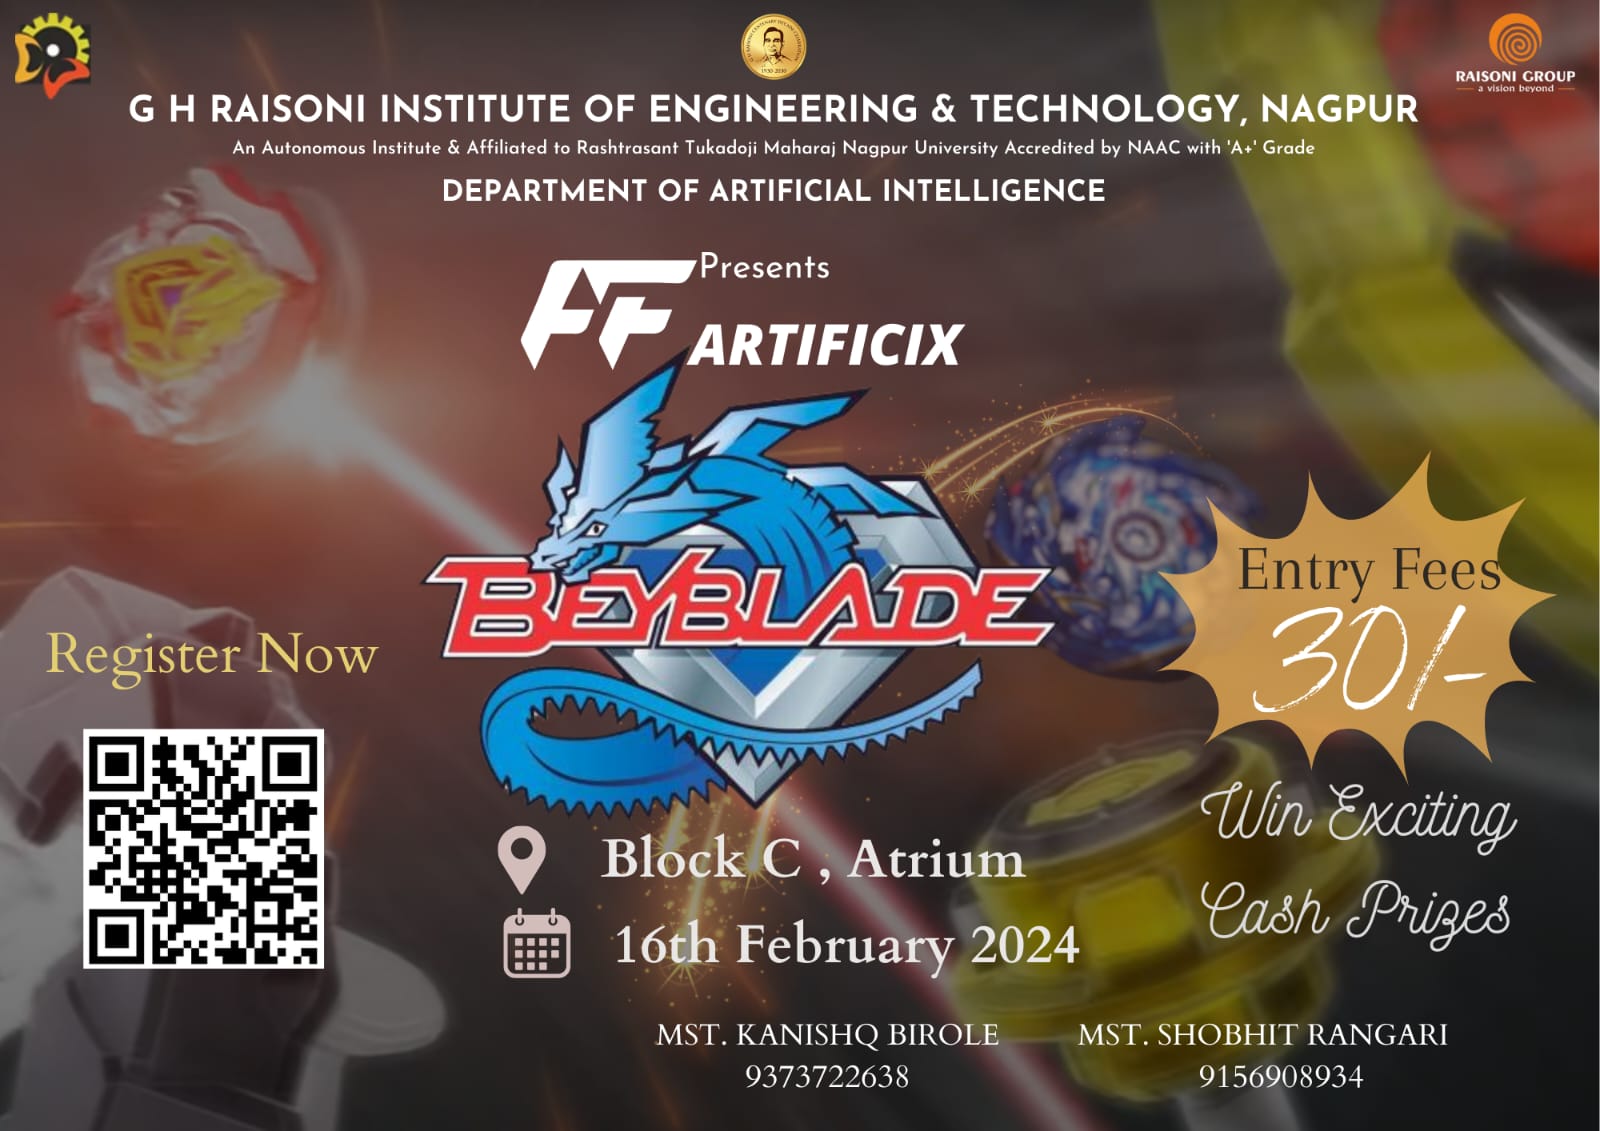 RAISONI GROUP
a vision beyond
G H RAISONI INSTITUTE OF ENGINEERING & TECHNOLOGY, NAGPUR
An Autonomous Institute & Affiliated to Rashtrasant Tukadoji Maharaj Nagpur University Accredited by NAAC with 'A+' Grade
DEPARTMENT OF ARTIFICIAL INTELLIGENCE
Presents
ARTIFICIX
BEYBLADE
Entry Fees
30/-
Register Now
Win Exciting
Cash Prizes
Block C , Atrium
16th February 2024
MST. KANISHQ BIROLE
9373722638
MST. SHOBHIT RANGARI
9156908934